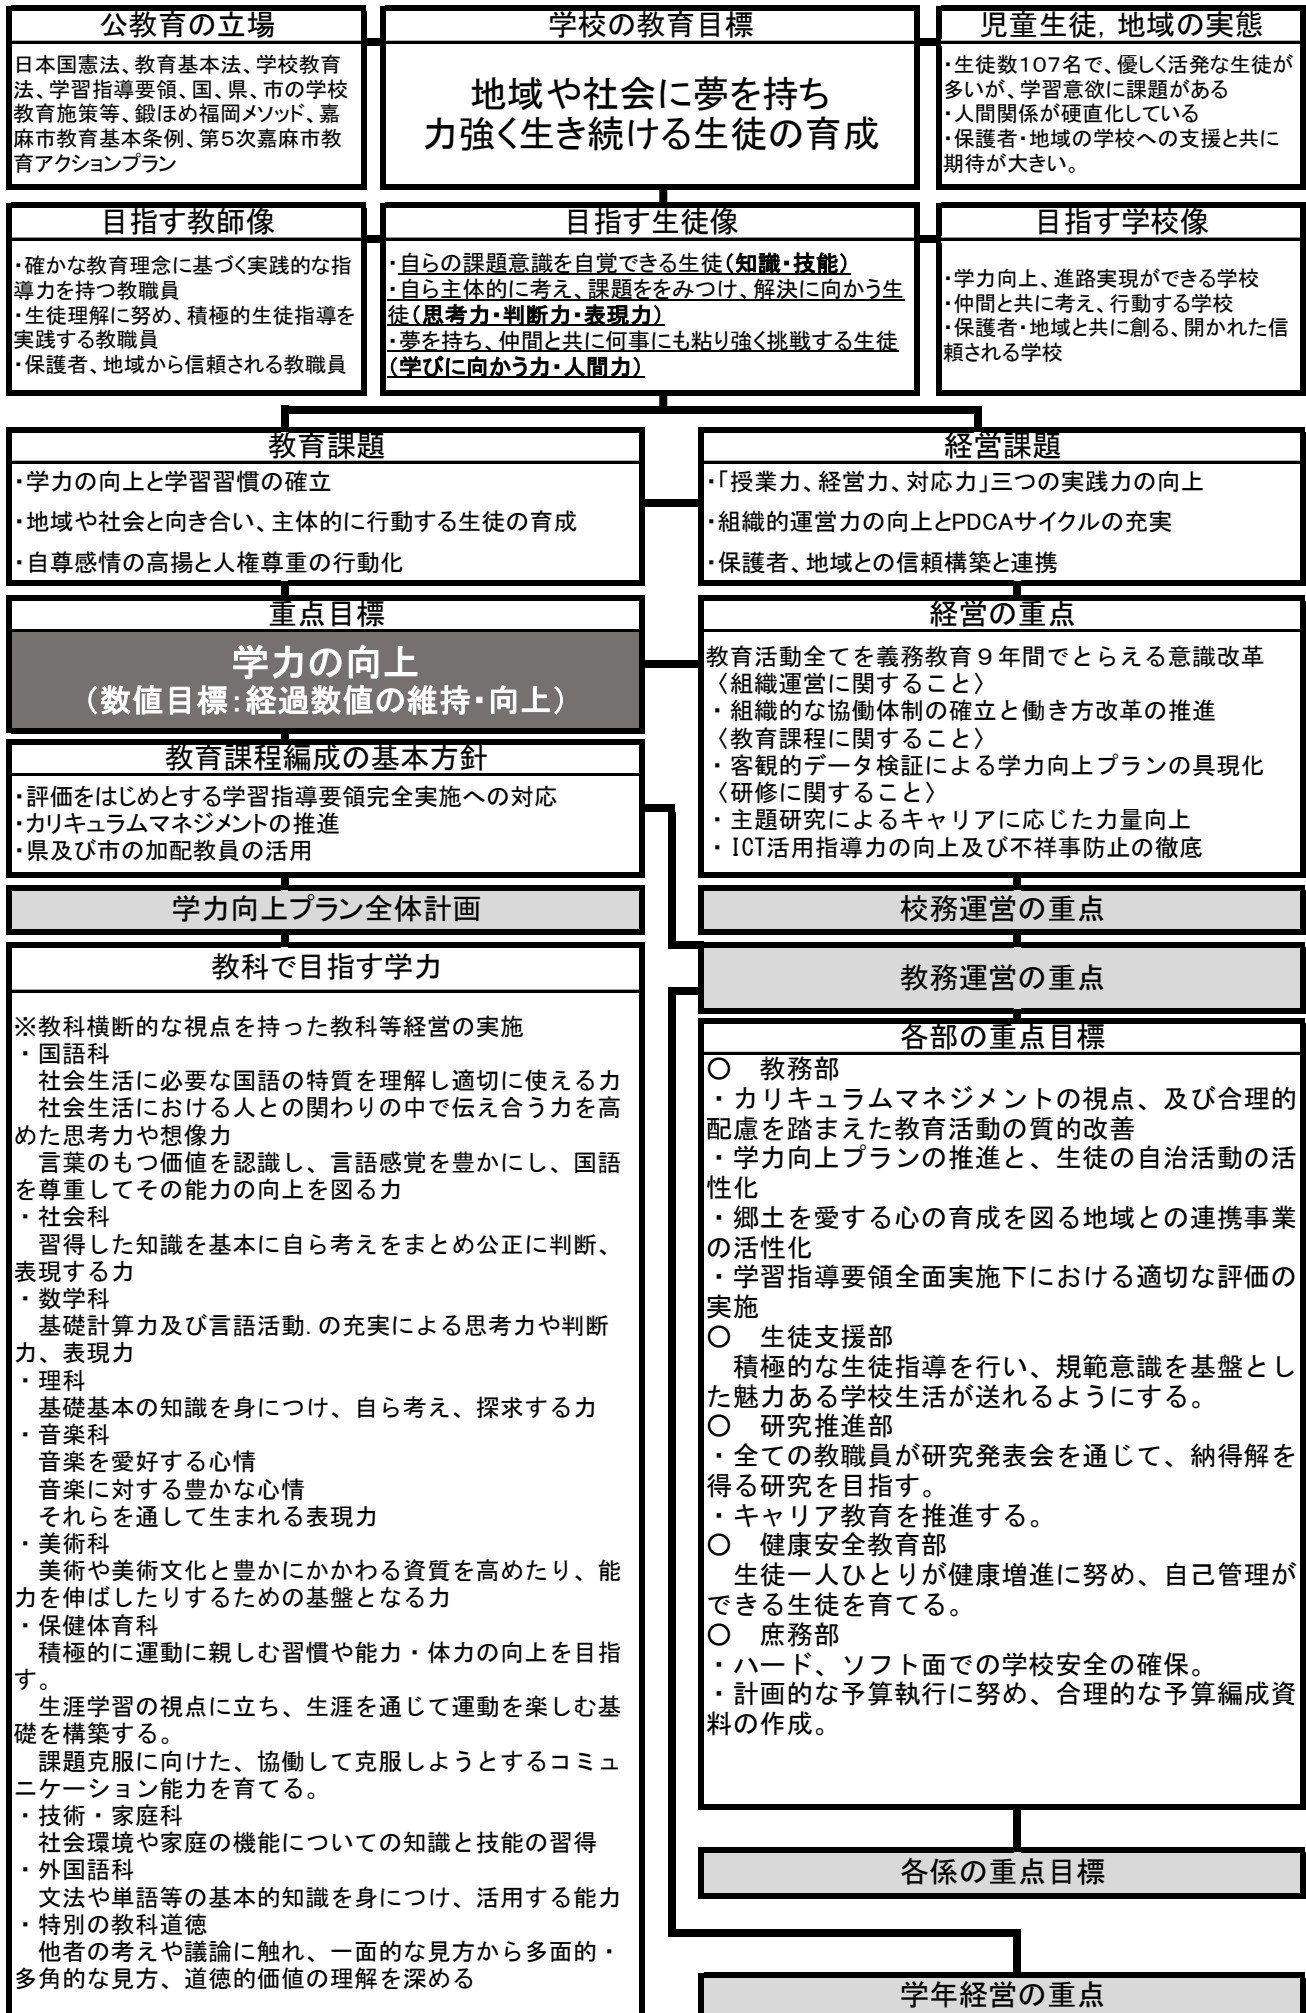 公教育の立場
日本国憲法、教育基本法、学校教育
法、学習指導要領、国、県、市の学校
教育施策等、鍛ほめ福岡メソッド、嘉
麻市教育基本条例、第5次嘉麻市教
育アクションプラン
学校の教育目標
地域や社会に夢を持ち
力強く生き続ける生徒の育成
児童生徒，地域の実態
・生徒数107名で、優しく活発な生徒が
多いが、学習意欲に課題がある
・人間関係が硬直化している
・保護者・地域の学校への支援と共に
期待が大きい。
目指す教師像
・確かな教育理念に基づく実践的な指
導力を持つ教職員
・生徒理解に努め、積極的生徒指導を
実践する教職員
・保護者、地域から信頼される教職員
目指す生徒像
・自らの課題意識を自覚できる生徒（知識・技能）
・自ら主体的に考え、課題ををみつけ、解決に向かう生
徒（思考力・判断力・表現力）
・夢を持ち、仲間と共に何事にも粘り強く挑戦する生徒
（学びに向かう力・人間力）
目指す学校像
・学力向上、進路実現ができる学校
・仲間と共に考え、行動する学校
・保護者・地域と共に創る、開かれた信
頼される学校
教育課題
・学力の向上と学習習慣の確立
・地域や社会と向き合い、主体的に行動する生徒の育成
・自尊感情の高揚と人権尊重の行動化
経営課題
・「授業力、経営力、対応力」三つの実践力の向上
・組織的運営力の向上とPDCAサイクルの充実
・保護者、地域との信頼構築と連携
重点目標
学力の向上
（数値目標：経過数値の維持・向上）
経営の重点
教育活動全てを義務教育９年間でとらえる意識改革
〈組織運営に関すること〉
・組織的な協働体制の確立と働き方改革の推進
〈教育課程に関すること〉
・客観的データ検証による学力向上プランの具現化
〈研修に関すること〉
・主題研究によるキャリアに応じた力量向上
・ICT活用指導力の向上及び不祥事防止の徹底
教育課程編成の基本方針
・評価をはじめとする学習指導要領完全実施への対応
・カリキュラムマネジメントの推進
・県及び市の加配教員の活用
学力向上プラン全体計画
校務運営の重点
教科で目指す学力
※教科横断的な視点を持った教科等経営の実施
・国語科
社会生活に必要な国語の特質を理解し適切に使える力
社会生活における人との関わりの中で伝え合う力を高
めた思考力や想像力
言葉のもつ価値を認識し、言語感覚を豊かにし、国語
を尊重してその能力の向上を図る力
・社会科
習得した知識を基本に自ら考えをまとめ公正に判断、
表現する力
・数学科
基礎計算力及び言語活動．の充実による思考力や判断
力、表現力
・理科
基礎基本の知識を身につけ、自ら考え、探求する力
・音楽科
音楽を愛好する心情
音楽に対する豊かな心情
それらを通して生まれる表現力
・美術科
美術や美術文化と豊かにかかわる資質を高めたり、能
力を伸ばしたりするための基盤となる力
・保健体育科
積極的に運動に親しむ習慣や能力・体力の向上を目指
す。
生涯学習の視点に立ち、生涯を通じて運動を楽しむ基
礎を構築する。
課題克服に向けた、協働して克服しようとするコミュ
ニケーション能力を育てる。
・技術・家庭科
社会環境や家庭の機能についての知識と技能の習得
・外国語科
文法や単語等の基本的知識を身につけ、活用する能力
・特別の教科道徳
他者の考えや議論に触れ、一面的な見方から多面的・
多角的な見方、道徳的価値の理解を深める
教務運営の重点
各部の重点目標
○　教務部
・カリキュラムマネジメントの視点、及び合理的
配慮を踏まえた教育活動の質的改善
・学力向上プランの推進と、生徒の自治活動の活
性化
・郷土を愛する心の育成を図る地域との連携事業
の活性化
・学習指導要領全面実施下における適切な評価の
実施
○　生徒支援部
積極的な生徒指導を行い、規範意識を基盤とし
た魅力ある学校生活が送れるようにする。
○　研究推進部
・全ての教職員が研究発表会を通じて、納得解を
得る研究を目指す。
・キャリア教育を推進する。
○　健康安全教育部
生徒一人ひとりが健康増進に努め、自己管理が
できる生徒を育てる。
○　庶務部
・ハード、ソフト面での学校安全の確保。
・計画的な予算執行に努め、合理的な予算編成資
料の作成。
各係の重点目標
学年経営の重点